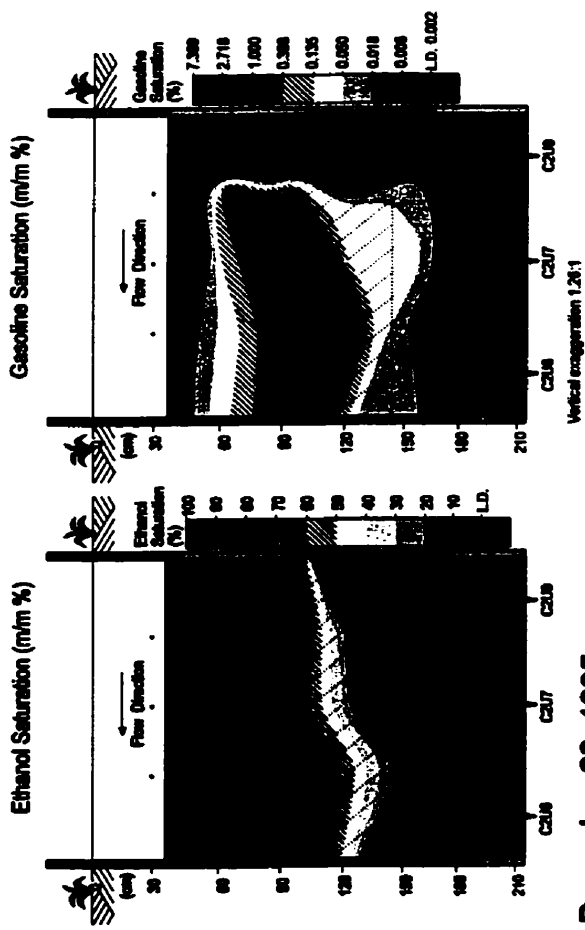 Ethanol Saturation (m/m %)
Flow Direction
(cm)
30
60
90
120
150
180
210
C2U6
C2U7
C2U8
Ethanol
Saturation
(%)
100
90
80
70
60
50
40
30
20
10
L.D.
Gasoline Saturation (m/m %)
Flow Direction
(cm)
30
60
90
120
150
180
210
C2U6
C2U7
C2U8
Gasoline
Saturation
(%)
7.389
2.718
1.000
0.368
0.135
0.050
0.018
0.006
L.D. 0.002
Vertical exaggeration 1.26:1